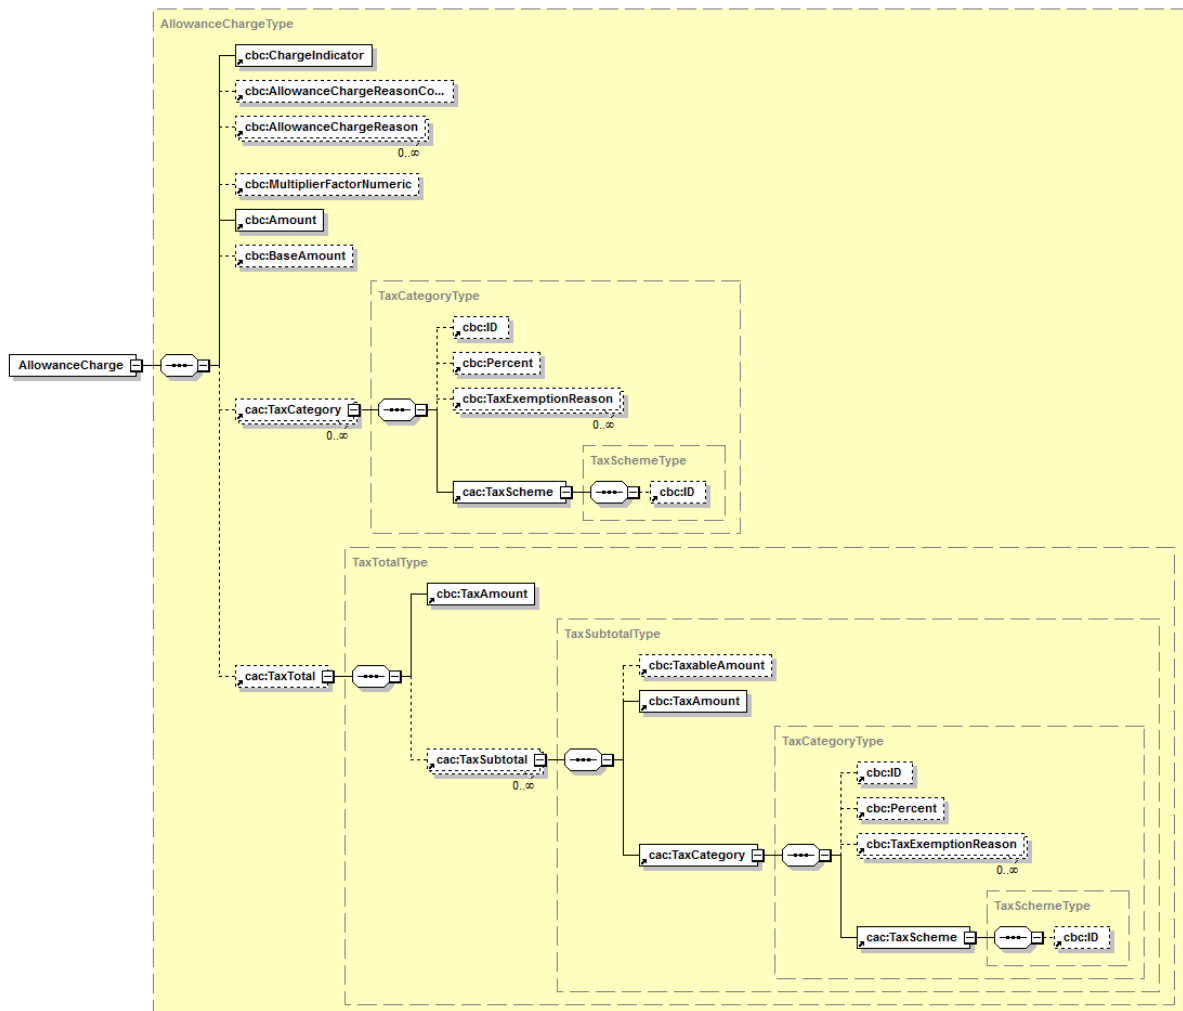 AllowanceChargeType
cbc:ChargeIndicator
cbc:AllowanceChargeReasonCo...
cbc:AllowanceChargeReason
0..∞
cbc:MultiplierFactorNumeric
cbc:Amount
cbc:BaseAmount
TaxCategoryType
cbc:ID
cbc:Percent
AllowanceCharge
cbc:TaxExemptionReason
0..∞
cac:TaxCategory
0..∞
TaxSchemeType
cac:TaxScheme
cbc:ID
TaxTotalType
cbc:TaxAmount
TaxSubtotalType
cbc:TaxableAmount
cac:TaxTotal
cbc:TaxAmount
TaxCategoryType
cac:TaxSubtotal
0..∞
cbc:ID
cbc:Percent
cbc:TaxExemptionReason
0..∞
cac:TaxCategory
TaxSchemeType
cac:TaxScheme
cbc:ID